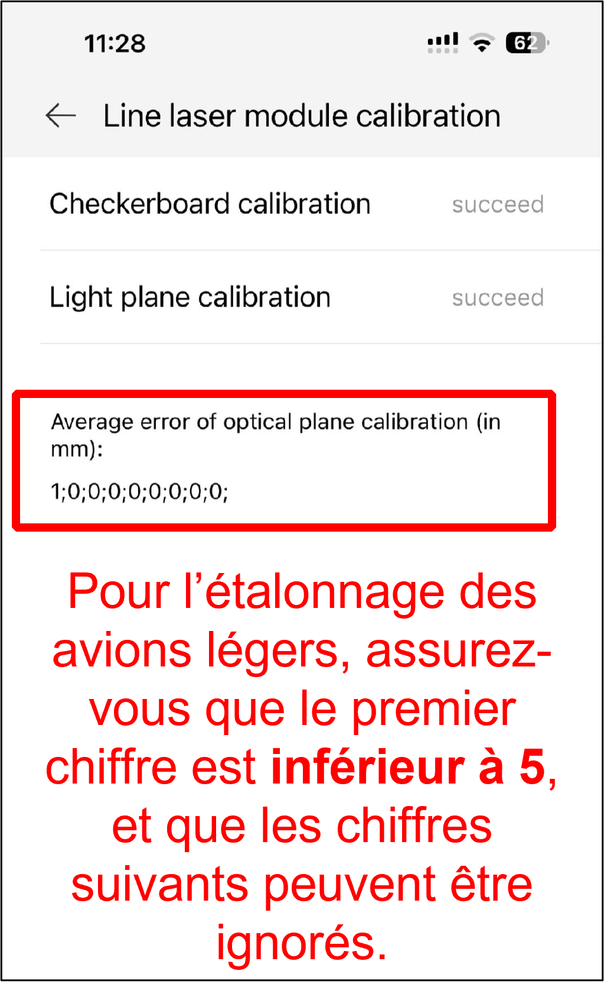 11:28
62
Line laser module calibration
Checkerboard calibration succeed
Light plane calibration succeed
Average error of optical plane calibration (in
mm):
1;0;0;0;0;0;0;0;0;
Pour l’étalonnage des
avions légers, assurez-
vous que le premier
chiffre est inférieur à 5,
et que les chiffres
suivants peuvent être
ignorés.